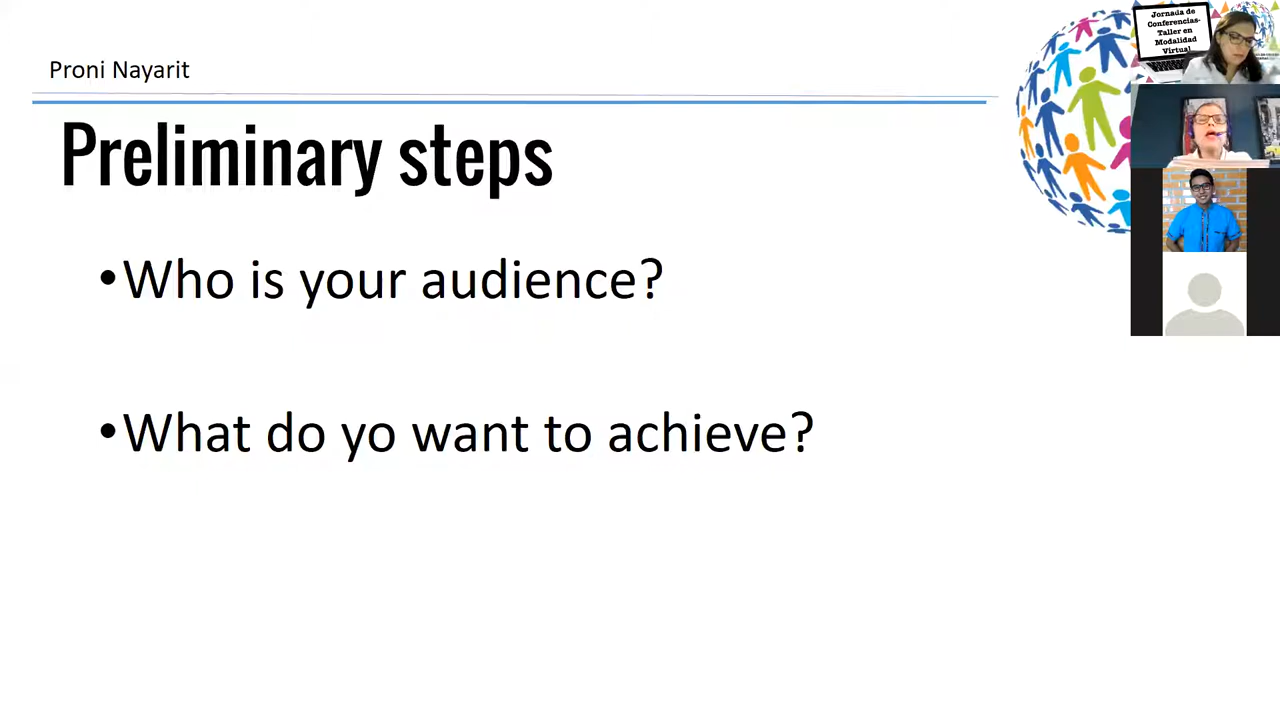 Proni Nayarit
Preliminary steps
•Who is your audience?
•What do yo want to achieve?
Jornada de
Conferencias-
Taller en
Modalidad
Virtual